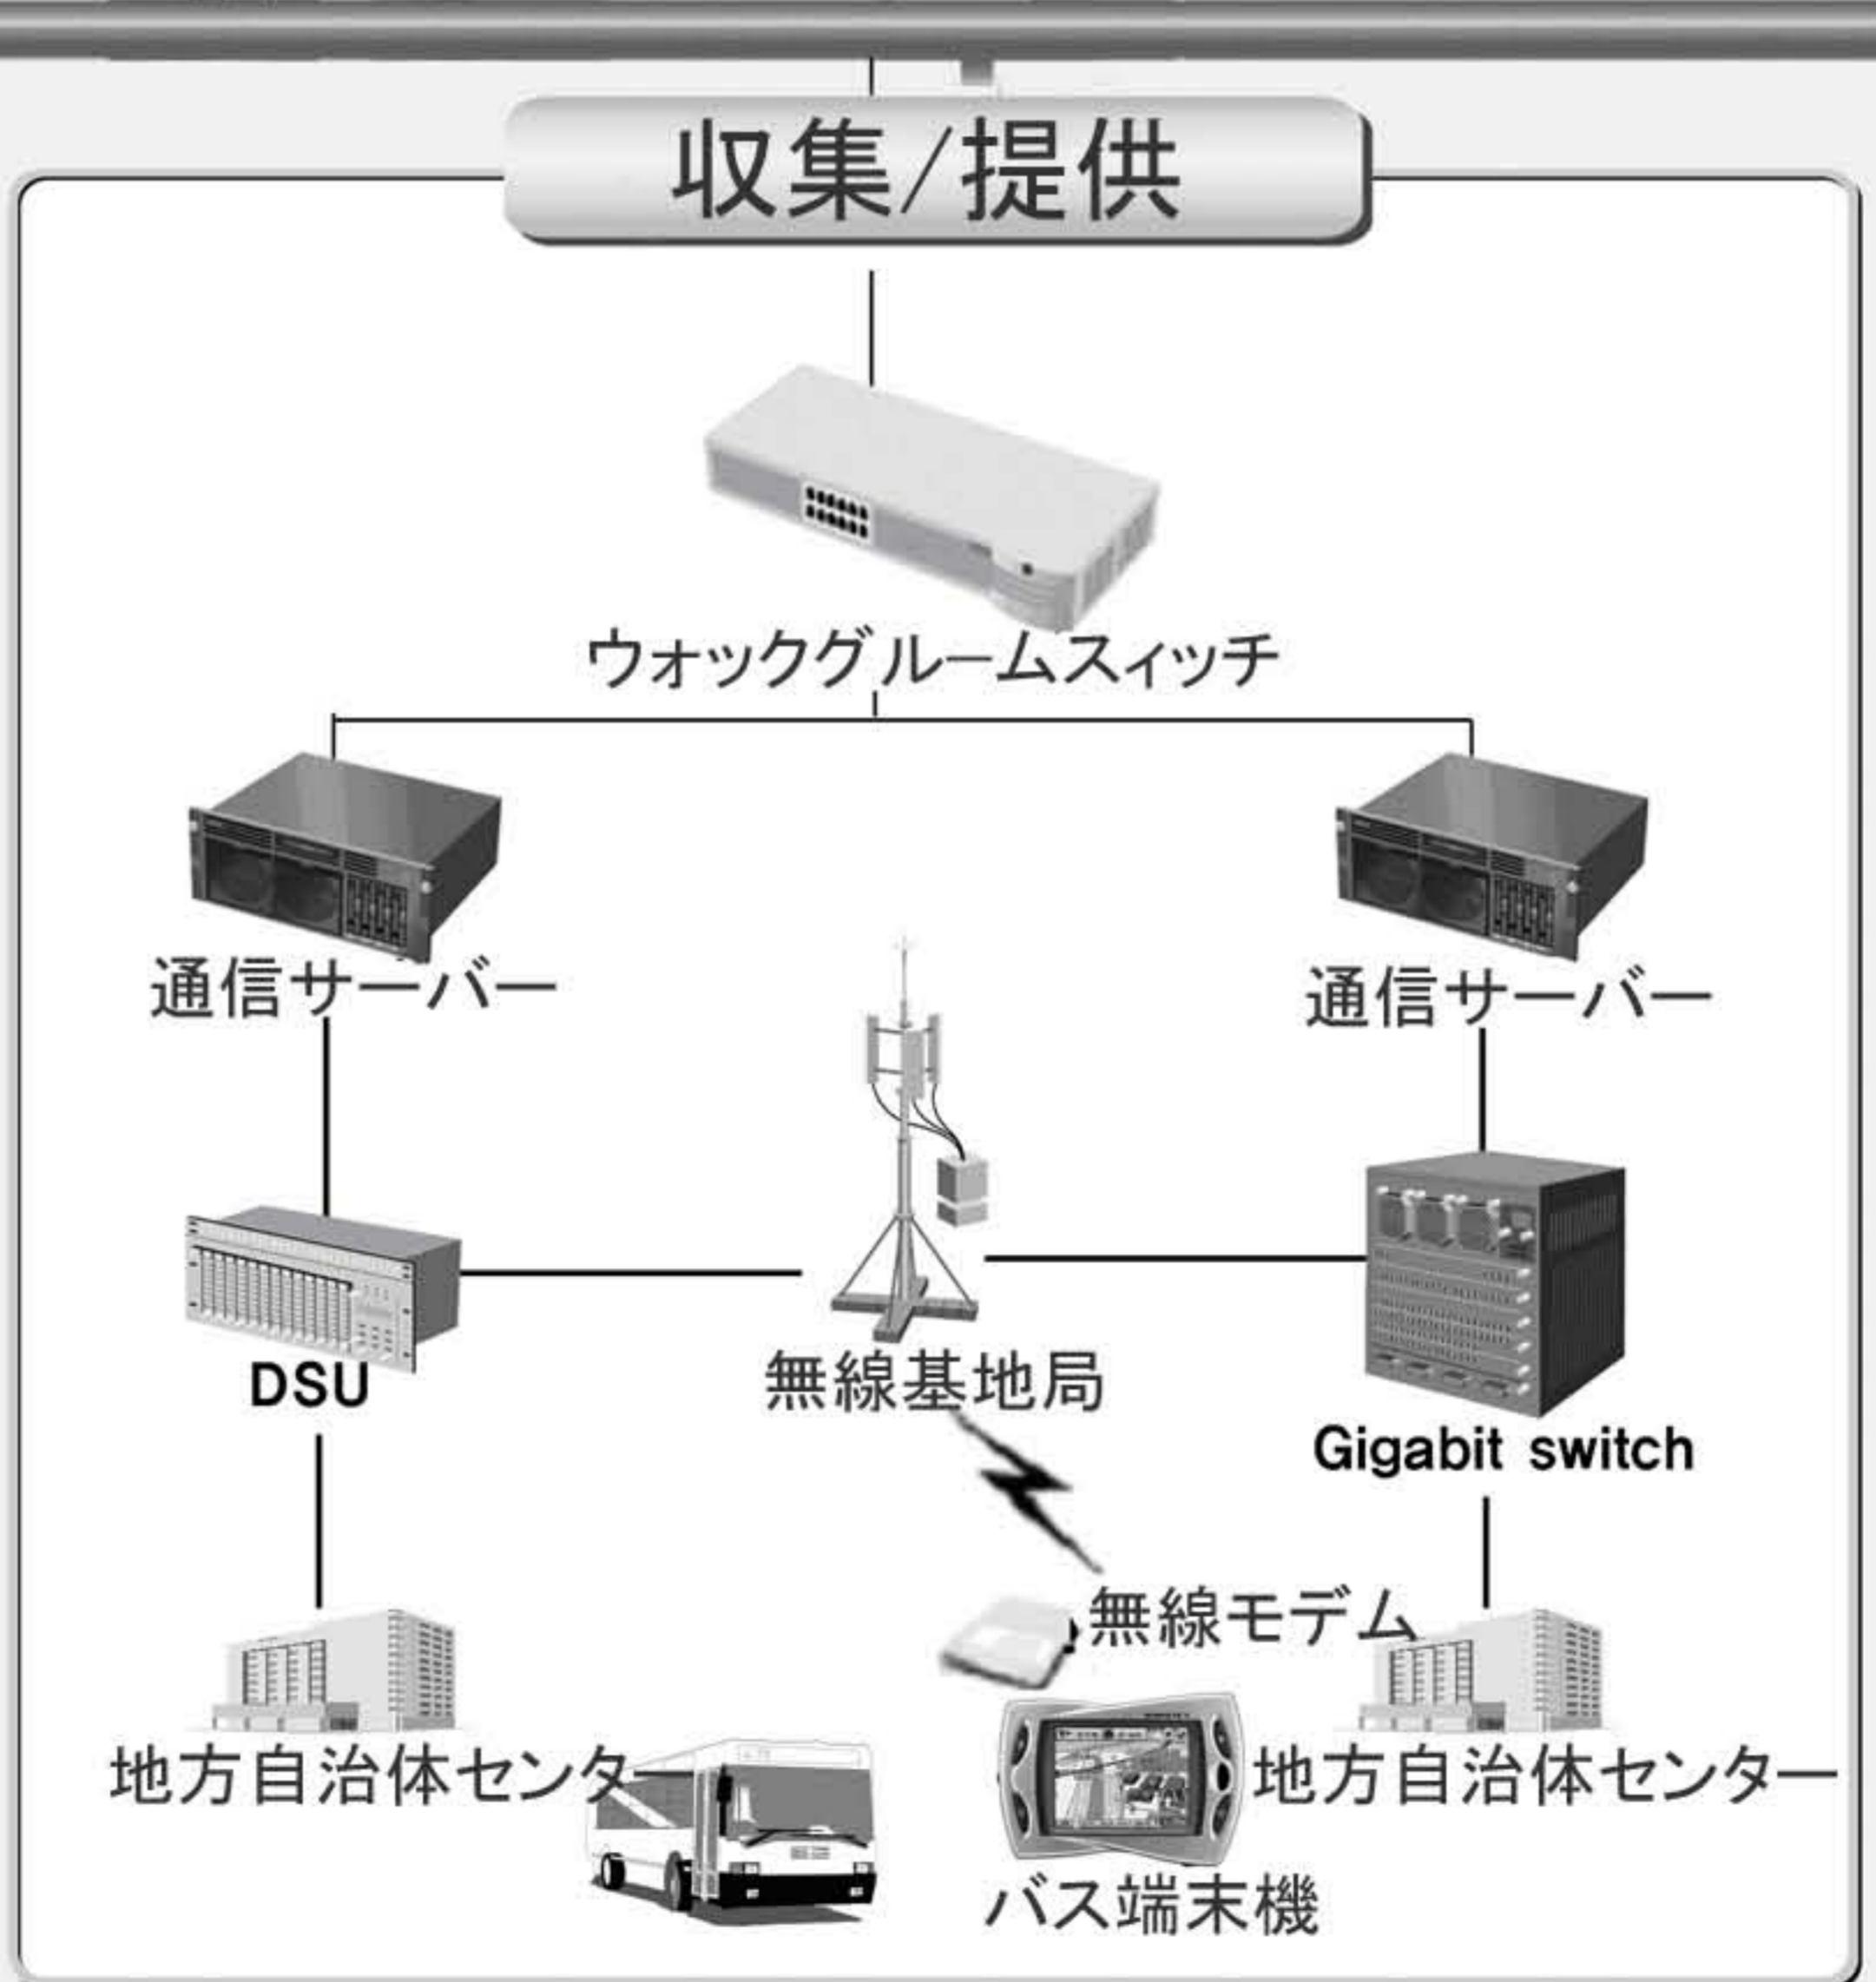 収集/提供
ウォックグルームスィッチ
通信サーバー
通信サーバー
DSU
無線基地局
Gigabit switch
無線モデム
地方自治体センター
地方自治体センター
バス端末機